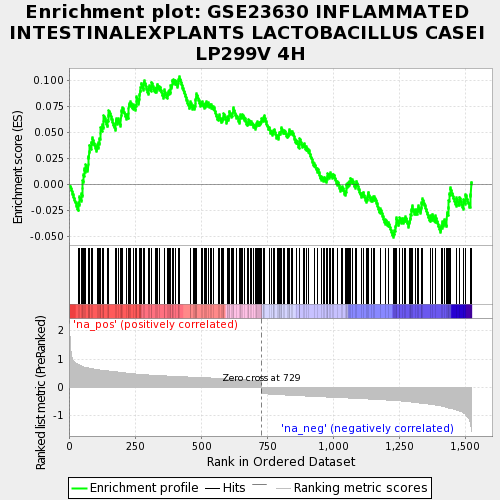 Enrichment plot: GSE23630 INFLAMMATED
INTESTINALEXPLANTS LACTOBACILLUS CASEI
LP299V 4H
Enrichment score (ES)
0.100
0.075
0.050
0.025
0.000
-0.025
-0.050
'na_pos' (positively correlated)
Ranked list metric (PreRanked)
2
1
0
-1
Zero cross at 729
'na_neg' (negatively correlated)
0
250
500
750
1,000
1,250
1,500
Rank in Ordered Dataset
Enrichment profile
Hits
Ranking metric scores